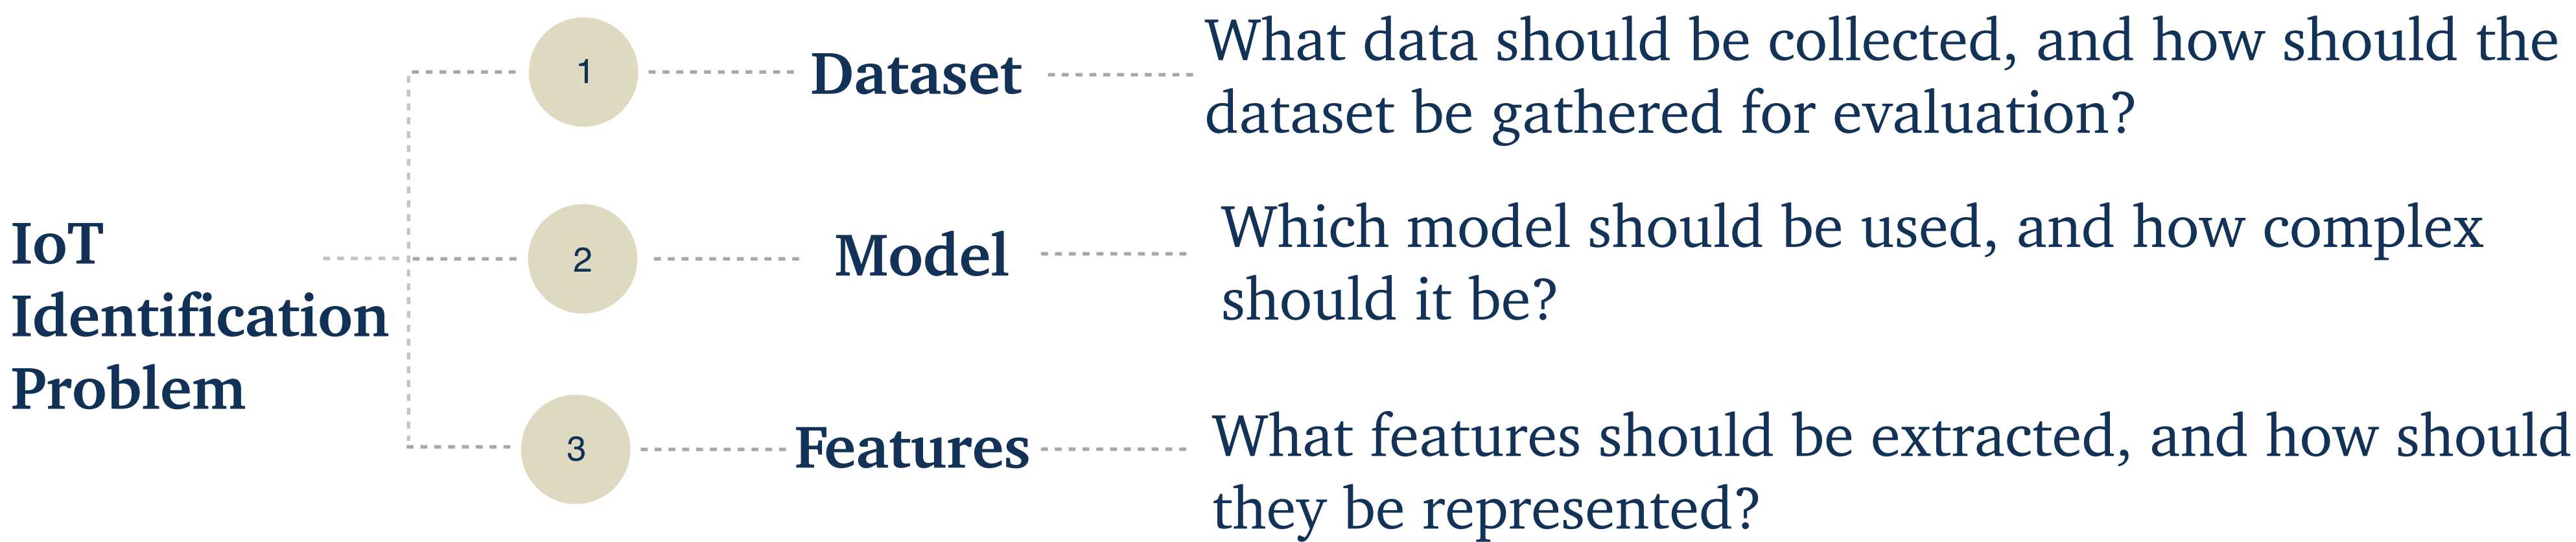 IoT
Identification
Problem
1
Dataset
What data should be collected, and how should the
dataset be gathered for evaluation?
2
Model
Which model should be used, and how complex
should it be?
3
Features
What features should be extracted, and how should
they be represented?